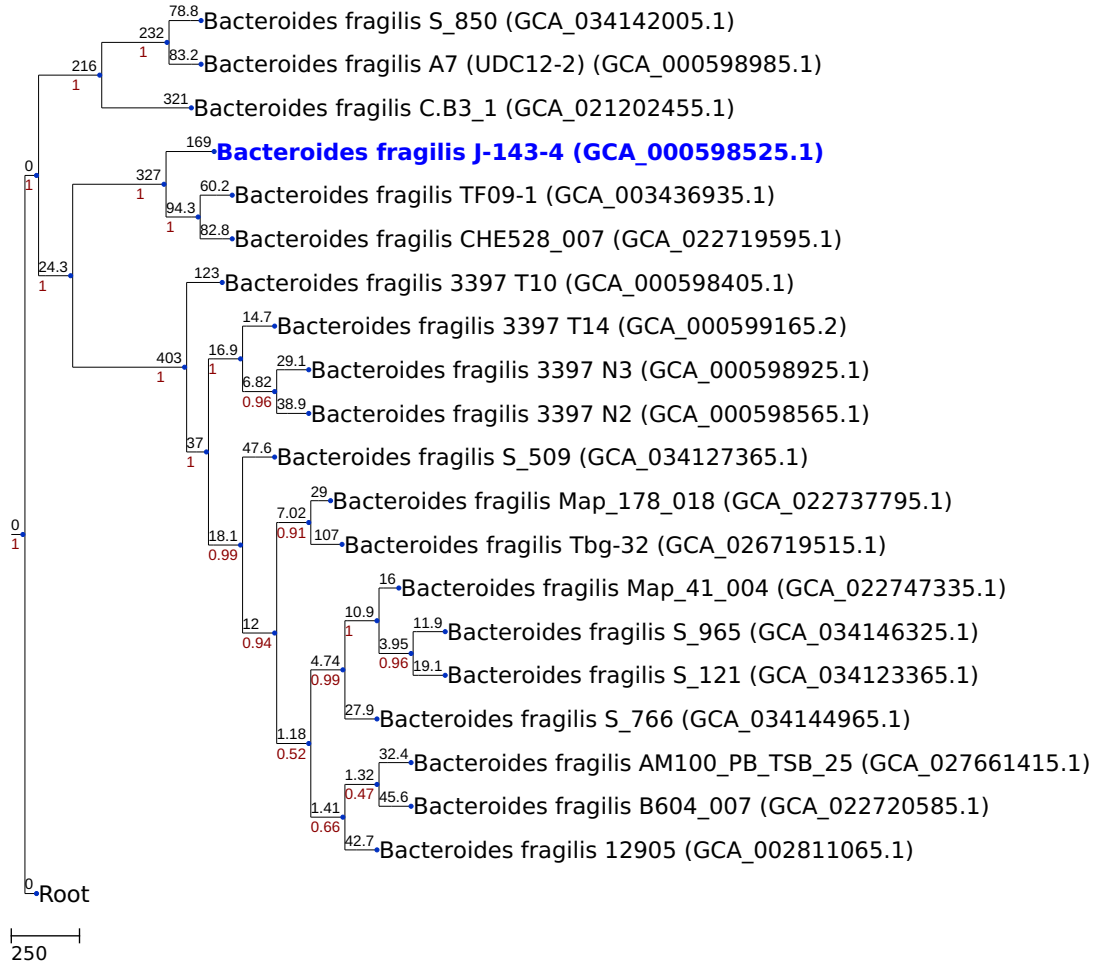 78.8 Bacteroides fragilis S_850 (GCA_034142005.1)
232
1
83.2 Bacteroides fragilis A7 (UDC12-2) (GCA_000598985.1)
216
1
321 Bacteroides fragilis C.B3_1 (GCA_021202455.1)
169 Bacteroides fragilis J-143-4 (GCA_000598525.1)
0
1
327
1
60.2 Bacteroides fragilis TF09-1 (GCA_003436935.1)
94.3
1
82.8 Bacteroides fragilis CHE528_007 (GCA_022719595.1)
24.3
1
123 Bacteroides fragilis 3397 T10 (GCA_000598405.1)
14.7 Bacteroides fragilis 3397 T14 (GCA_000599165.2)
403
1
16.9
1
29.1 Bacteroides fragilis 3397 N3 (GCA_000598925.1)
6.82
0.96
38.9 Bacteroides fragilis 3397 N2 (GCA_000598565.1)
37
1
47.6 Bacteroides fragilis S_509 (GCA_034127365.1)
29 Bacteroides fragilis Map_178_018 (GCA_022737795.1)
7.02
0.91
107 Bacteroides fragilis Tbg-32 (GCA_026719515.1)
0
1
18.1
0.99
16 Bacteroides fragilis Map_41_004 (GCA_022747335.1)
10.9
1
11.9 Bacteroides fragilis S_965 (GCA_034146325.1)
12
0.94
3.95
0.96
19.1 Bacteroides fragilis S_121 (GCA_034123365.1)
4.74
0.99
27.9 Bacteroides fragilis S_766 (GCA_034144965.1)
1.18
0.52
32.4 Bacteroides fragilis AM100_PB_TSB_25 (GCA_027661415.1)
1.32
0.47
45.6 Bacteroides fragilis B604_007 (GCA_022720585.1)
1.41
0.66
42.7 Bacteroides fragilis 12905 (GCA_002811065.1)
0 Root
250